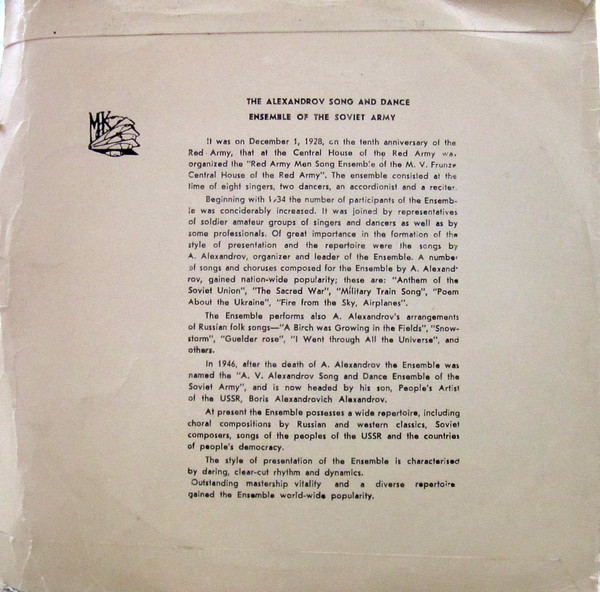 THE ALEXANDROV SONG AND DANCE
ENSEMBLE OF THE SOVIET ARMY
MK
It was on December 1, 1928, on the tenth anniversary of the
Red Army, that at the Central House of the Red Army was
organized the "Red Army Men Song Ensemble of the M. V. Frunze
Central House of the Red Army". The ensemble consisted at the
time of eight singers, two dancers, an accordionist and a reciter.
Beginning with 1934 the number of participants of the Ensemb-
le was conciderably increased. It was joined by representatives
of soldier amateur groups of singers and dancers as well as by
some professionals. Of great importance in the formation of the
style of presentation and the repertoire were the songs by
A. Alexandrov, organizer and leader of the Ensemble. A number
of songs and choruses composed for the Ensemble by A. Alexand-
rov, gained nation-wide popularity; these are: "Anthem of the
Soviet Union", "The Sacred War", "Military Train Song", "Poem
About the Ukraine", "Fire from the Sky, Airplanes".
The Ensemble performs also A. Alexandrov's arrangements
of Russian folk songs—"A Birch was Growing in the Fields", "Snow-
storm", "Guelder rose", "I Went through All the Universe", and
others.
In 1946, after the death of A. Alexandrov the Ensemble was
named the "A. V. Alexandrov Song and Dance Ensemble of the
Soviet Army", and is now headed by his son, People's Artist
of the USSR, Boris Alexandrovich Alexandrov.
At present the Ensemble possesses a wide repertoire, including
choral compositions by Russian and western classics, Soviet
composers, songs of the peoples of the USSR and the countries
of people's democracy.
The style of presentation of the Ensemble is characterised
by daring, clear-cut rhythm and dynamics.
Outstanding mastership vitality and a diverse repertoire
gained the Ensemble world-wide popularity.